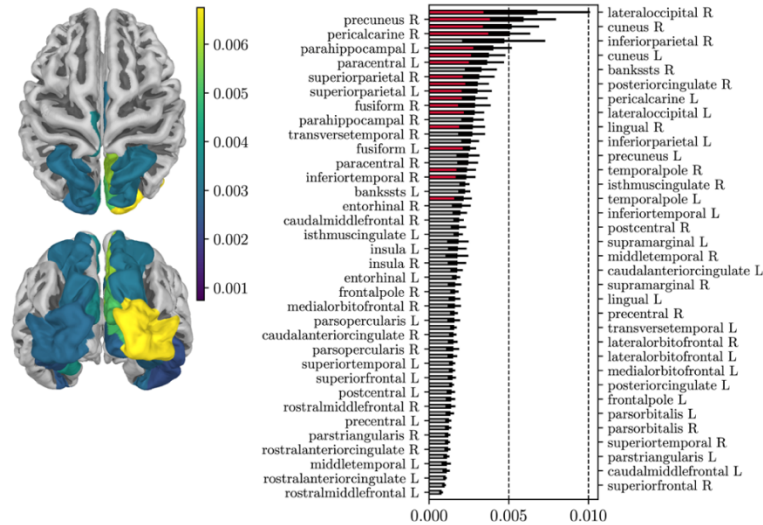 0.006
0.005
0.004
0.003
0.002
0.001
precuneus R
pericalcarine R
parahippocampal L
paracentral L
superiorparietal R
superiorparietal L
fusiform R
parahippocampal R
transversetemporal R
fusiform L
paracentral R
inferiortemporal R
bankssts L
entorhinal R
caudalmiddlefrontal R
isthmuscingulate L
insula L
insula R
entorhinal L
frontalpole R
medialorbitofrontal R
parsopercularis L
caudalanteriorcingulate R
parsopercularis R
superiortemporal L
superiorfrontal L
postcentral L
rostralmiddlefrontal R
precentral L
parstriangularis R
rostralanteriorcingulate R
middletemporal L
rostralanteriorcingulate L
rostralmiddlefrontal L
lateraloccipital R
cuneus R
inferiorparietal R
cuneus L
bankssts R
posteriorcingulate R
pericalcarine L
lateraloccipital L
lingual R
inferiorparietal L
precuneus L
temporalpole R
isthmuscingulate R
temporalpole L
inferiortemporal L
postcentral R
supramarginal L
middletemporal R
caudalanteriorcingulate L
supramarginal R
lingual L
precentral R
transversetemporal L
lateralorbitofrontal R
lateralorbitofrontal L
medialorbitofrontal L
posteriorcingulate L
frontalpole L
parsorbitalis L
parsorbitalis R
superiortemporal R
parstriangularis L
caudalmiddlefrontal L
superiorfrontal R
0.000
0.005
0.010